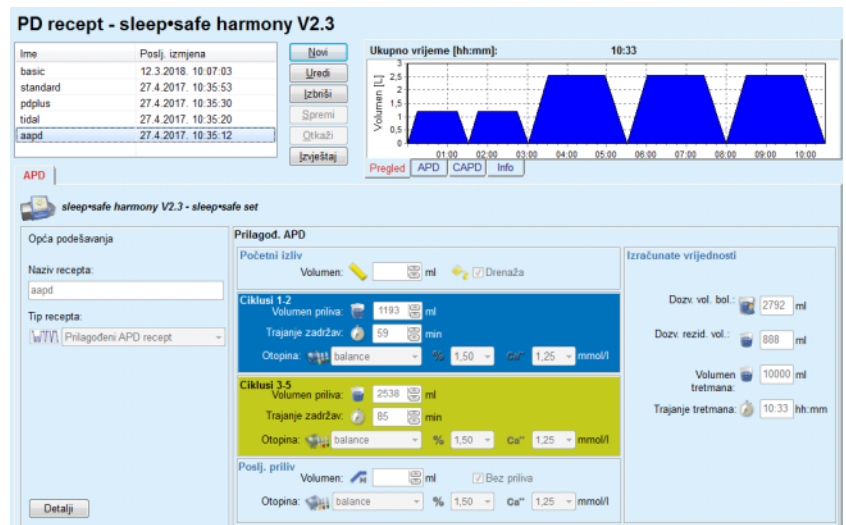 PD recept - sleep•safe harmony V2.3
Ime Poslj. izmjena
basic 12.3.2018. 10:07:03
standard 27.4.2017. 10:35:53
pdplus 27.4.2017. 10:35:30
tidal 27.4.2017. 10:35:20
aapd 27.4.2017. 10:35:12
Novi
Uredi
Izbriši
Spremi
Otkaži
Izvještaj
Ukupno vrijeme [hh:mm]: 10:33
Volumen [L]
3
2,5
2
1,5
1
0,5
0
01:00 02:00 03:00 04:00 05:00 06:00 07:00 08:00 09:00 10:00
Pregled APD CAPD Info
APD
sleep•safe harmony V2.3 - sleep•safe set
Opća podešavanja
Naziv recepta:
aapd
Tip recepta:
Prilagođeni APD recept
Detalji
Prilagođ. APD
Početni izliv
Volumen: ml Drenaža
Ciklusi 1-2
Volumen priliva: 1193 ml
Trajanje zadržav: 59 min
Otopina: balance % 1,50 Ca⁺⁺ 1,25 mmol/l
Ciklusi 3-5
Volumen priliva: 2538 ml
Trajanje zadržav: 85 min
Otopina: balance % 1,50 Ca⁺⁺ 1,25 mmol/l
Poslj. priliv
Volumen: ml Bez priliva
Otopina: balance % 1,50 Ca⁺⁺ 1,25 mmol/l
Izračunate vrijednosti
Dozv. vol. bol.: 2792 ml
Dozv. rezid. vol.: 888 ml
Volumen tretmana: 10000 ml
Trajanje tretmana: 10:33 hh:mm